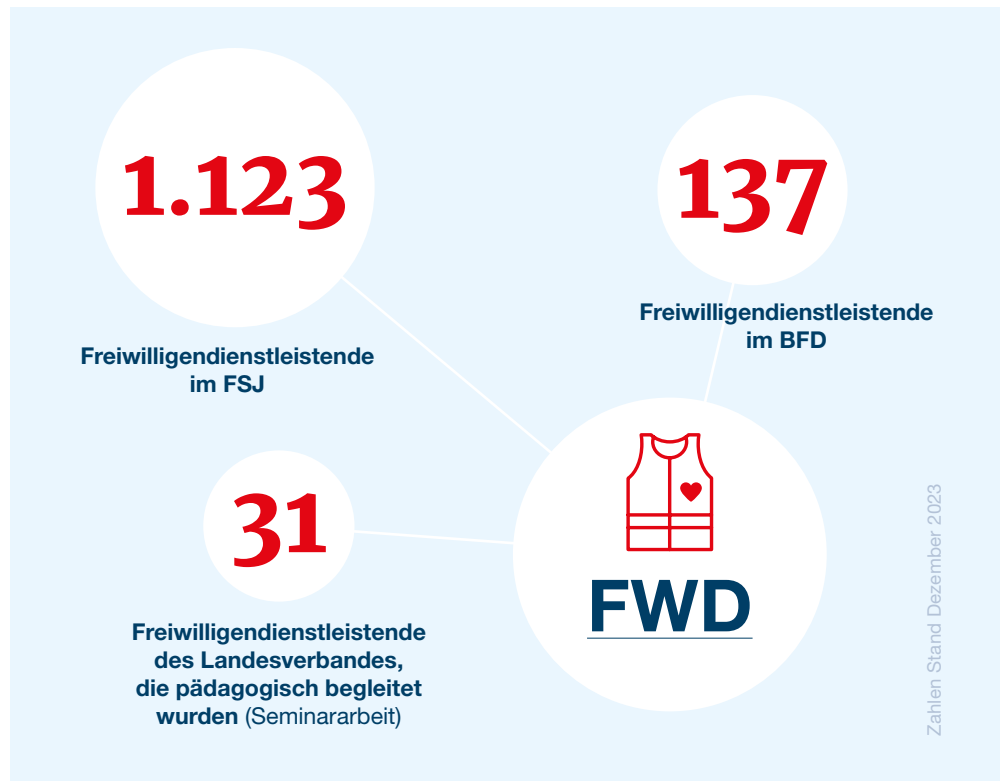 1.123
Freiwilligendienstleistende
im FSJ
137
Freiwilligendienstleistende
im BFD
31
Freiwilligendienstleistende
des Landesverbandes,
die pädagogisch begleitet
wurden (Seminararbeit)
FWD
Zahlen Stand Dezember 2023